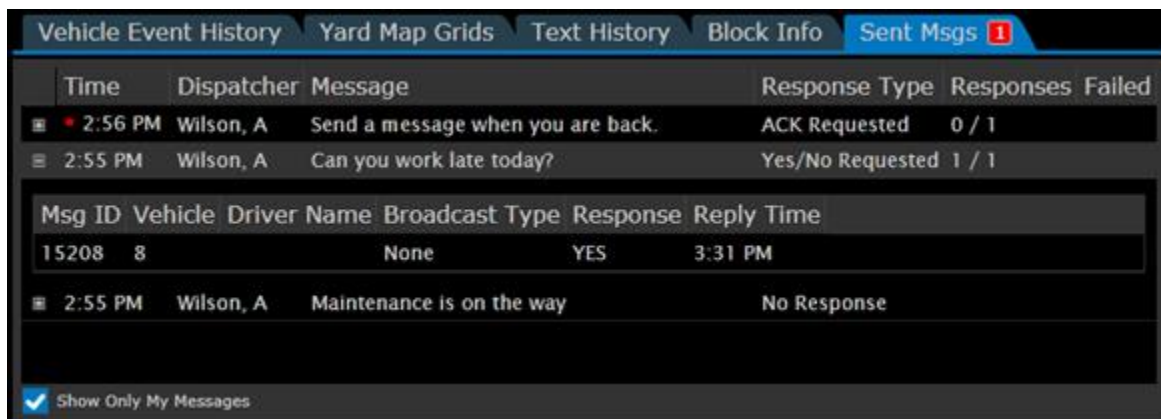 Vehicle Event History Yard Map Grids Text History Block Info Sent Msgs 1
Time Dispatcher Message Response Type Responses Failed
2:56 PM Wilson, A Send a message when you are back. ACK Requested 0 / 1
2:55 PM Wilson, A Can you work late today? Yes/No Requested 1 / 1
Msg ID Vehicle Driver Name Broadcast Type Response Reply Time
15208 8 None YES 3:31 PM
2:55 PM Wilson, A Maintenance is on the way No Response
Show Only My Messages